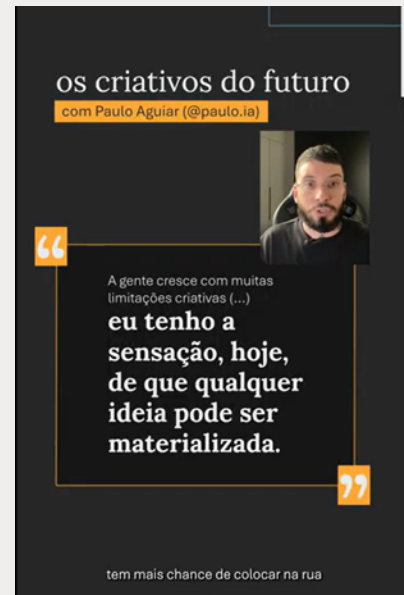 os criativos do futuro
com Paulo Aguiar (@paulo.ia)
“
A gente cresce com muitas
limitações criativas (...)
eu tenho a
sensação, hoje,
de que qualquer
ideia pode ser
materializada.
”
tem mais chance de colocar na rua